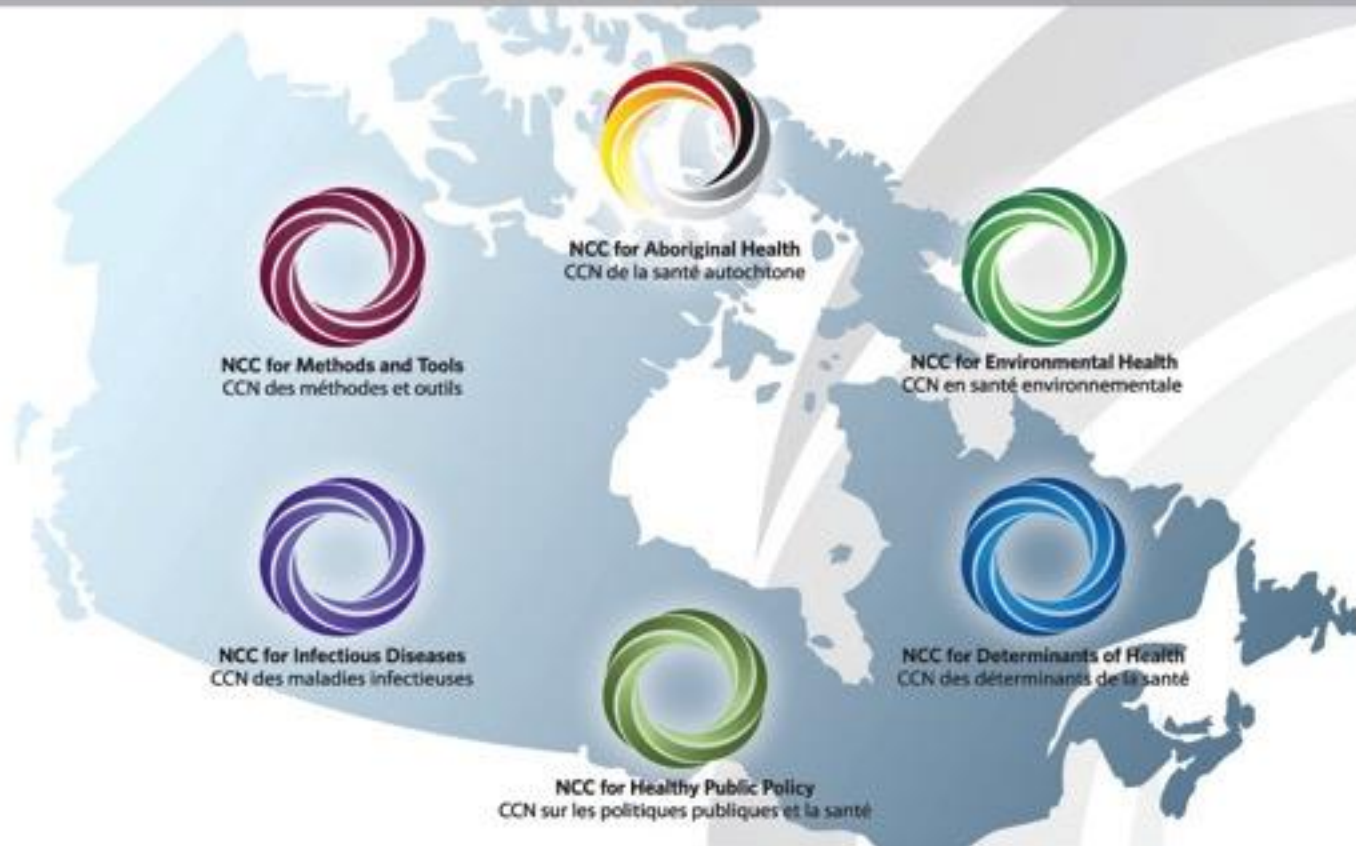 NCC for Aboriginal Health
CCN de la santé autochtone
NCC for Methods and Tools
CCN des méthodes et outils
NCC for Environmental Health
CCN en santé environnementale
NCC for Infectious Diseases
CCN des maladies infectieuses
NCC for Determinants of Health
CCN des déterminants de la santé
NCC for Healthy Public Policy
CCN sur les politiques publiques et la santé